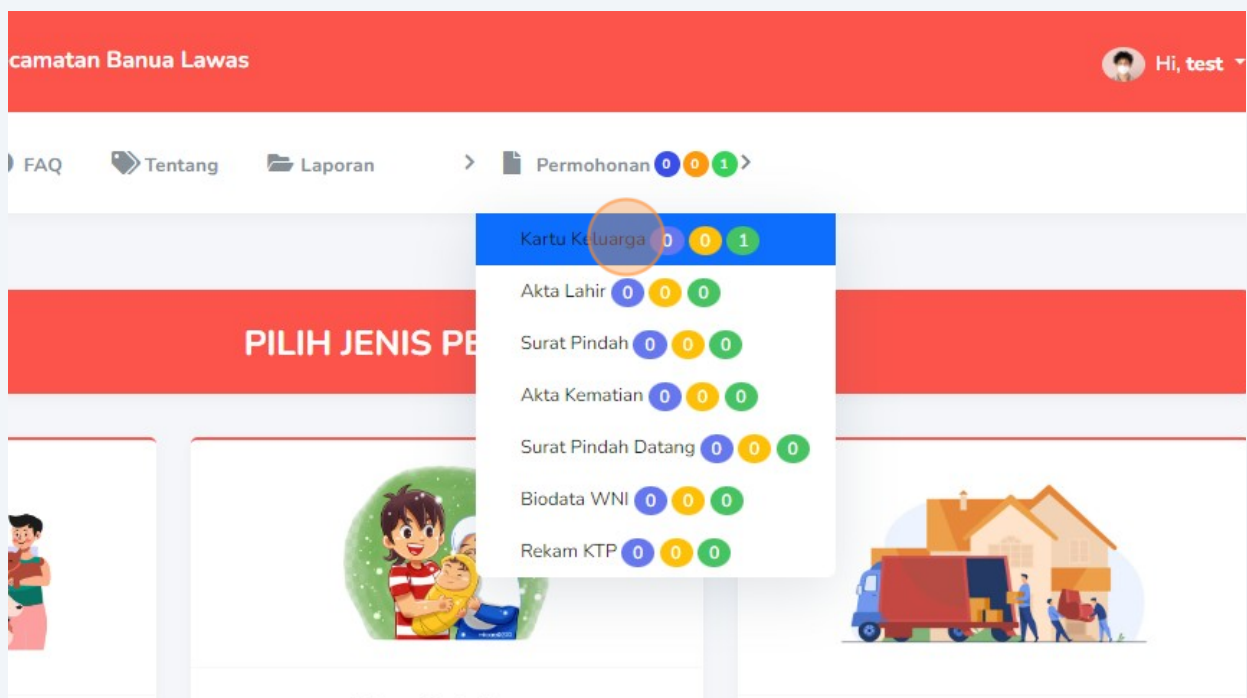 camatan Banua Lawas
Hi, test
FAQ Tentang Laporan Permohonan 0 0 1
Kartu Keluarga 0 0 1
Akta Lahir 0 0 0
PILIH JENIS PE
Surat Pindah 0 0 0
Akta Kematian 0 0 0
Surat Pindah Datang 0 0 0
Biodata WNI 0 0 0
Rekam KTP 0 0 0